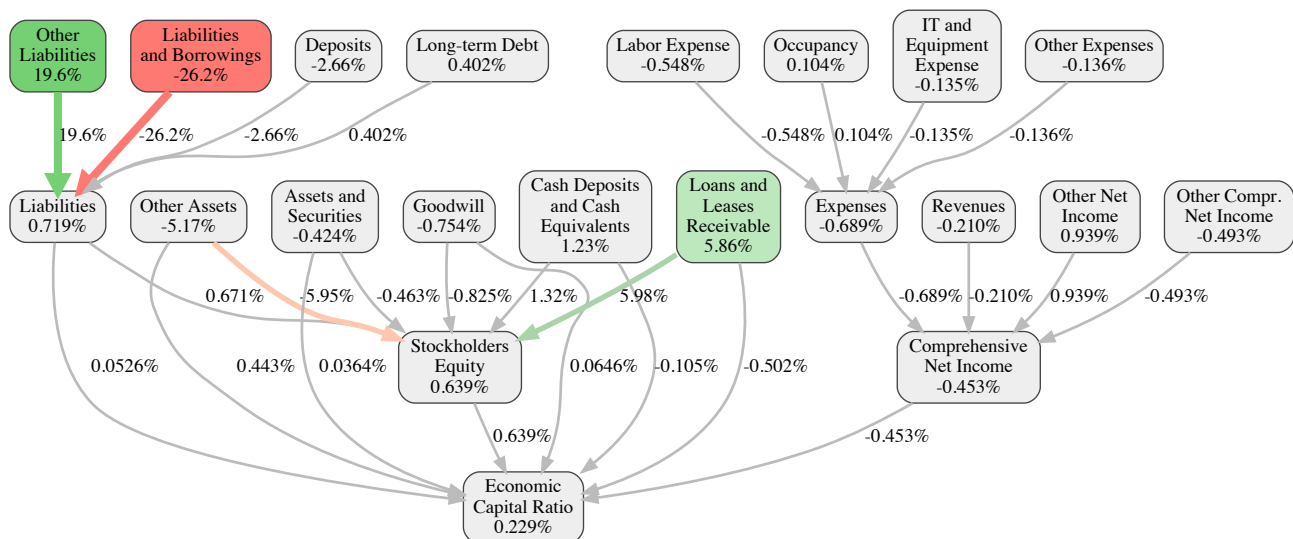 Other
Liabilities
19.6%
Liabilities
and Borrowings
-26.2%
Deposits
-2.66%
Long-term Debt
0.402%
Labor Expense
-0.548%
Occupancy
0.104%
IT and
Equipment
Expense
-0.135%
Other Expenses
-0.136%
19.6%
-26.2%
-2.66%
0.402%
-0.548%
0.104%
-0.135%
-0.136%
Liabilities
0.719%
Other Assets
-5.17%
Assets and
Securities
-0.424%
Goodwill
-0.754%
Cash Deposits
and Cash
Equivalents
1.23%
Loans and
Leases
Receivable
5.86%
Expenses
-0.689%
Revenues
-0.210%
Other Net
Income
0.939%
Other Compr.
Net Income
-0.493%
0.671%
-5.95%
-0.463%
-0.825%
1.32%
5.98%
-0.689%
-0.210%
0.939%
-0.493%
Stockholders
Equity
0.639%
Comprehensive
Net Income
-0.453%
0.0526%
0.443%
0.0364%
0.0646%
-0.105%
-0.502%
0.639%
-0.453%
Economic
Capital Ratio
0.229%